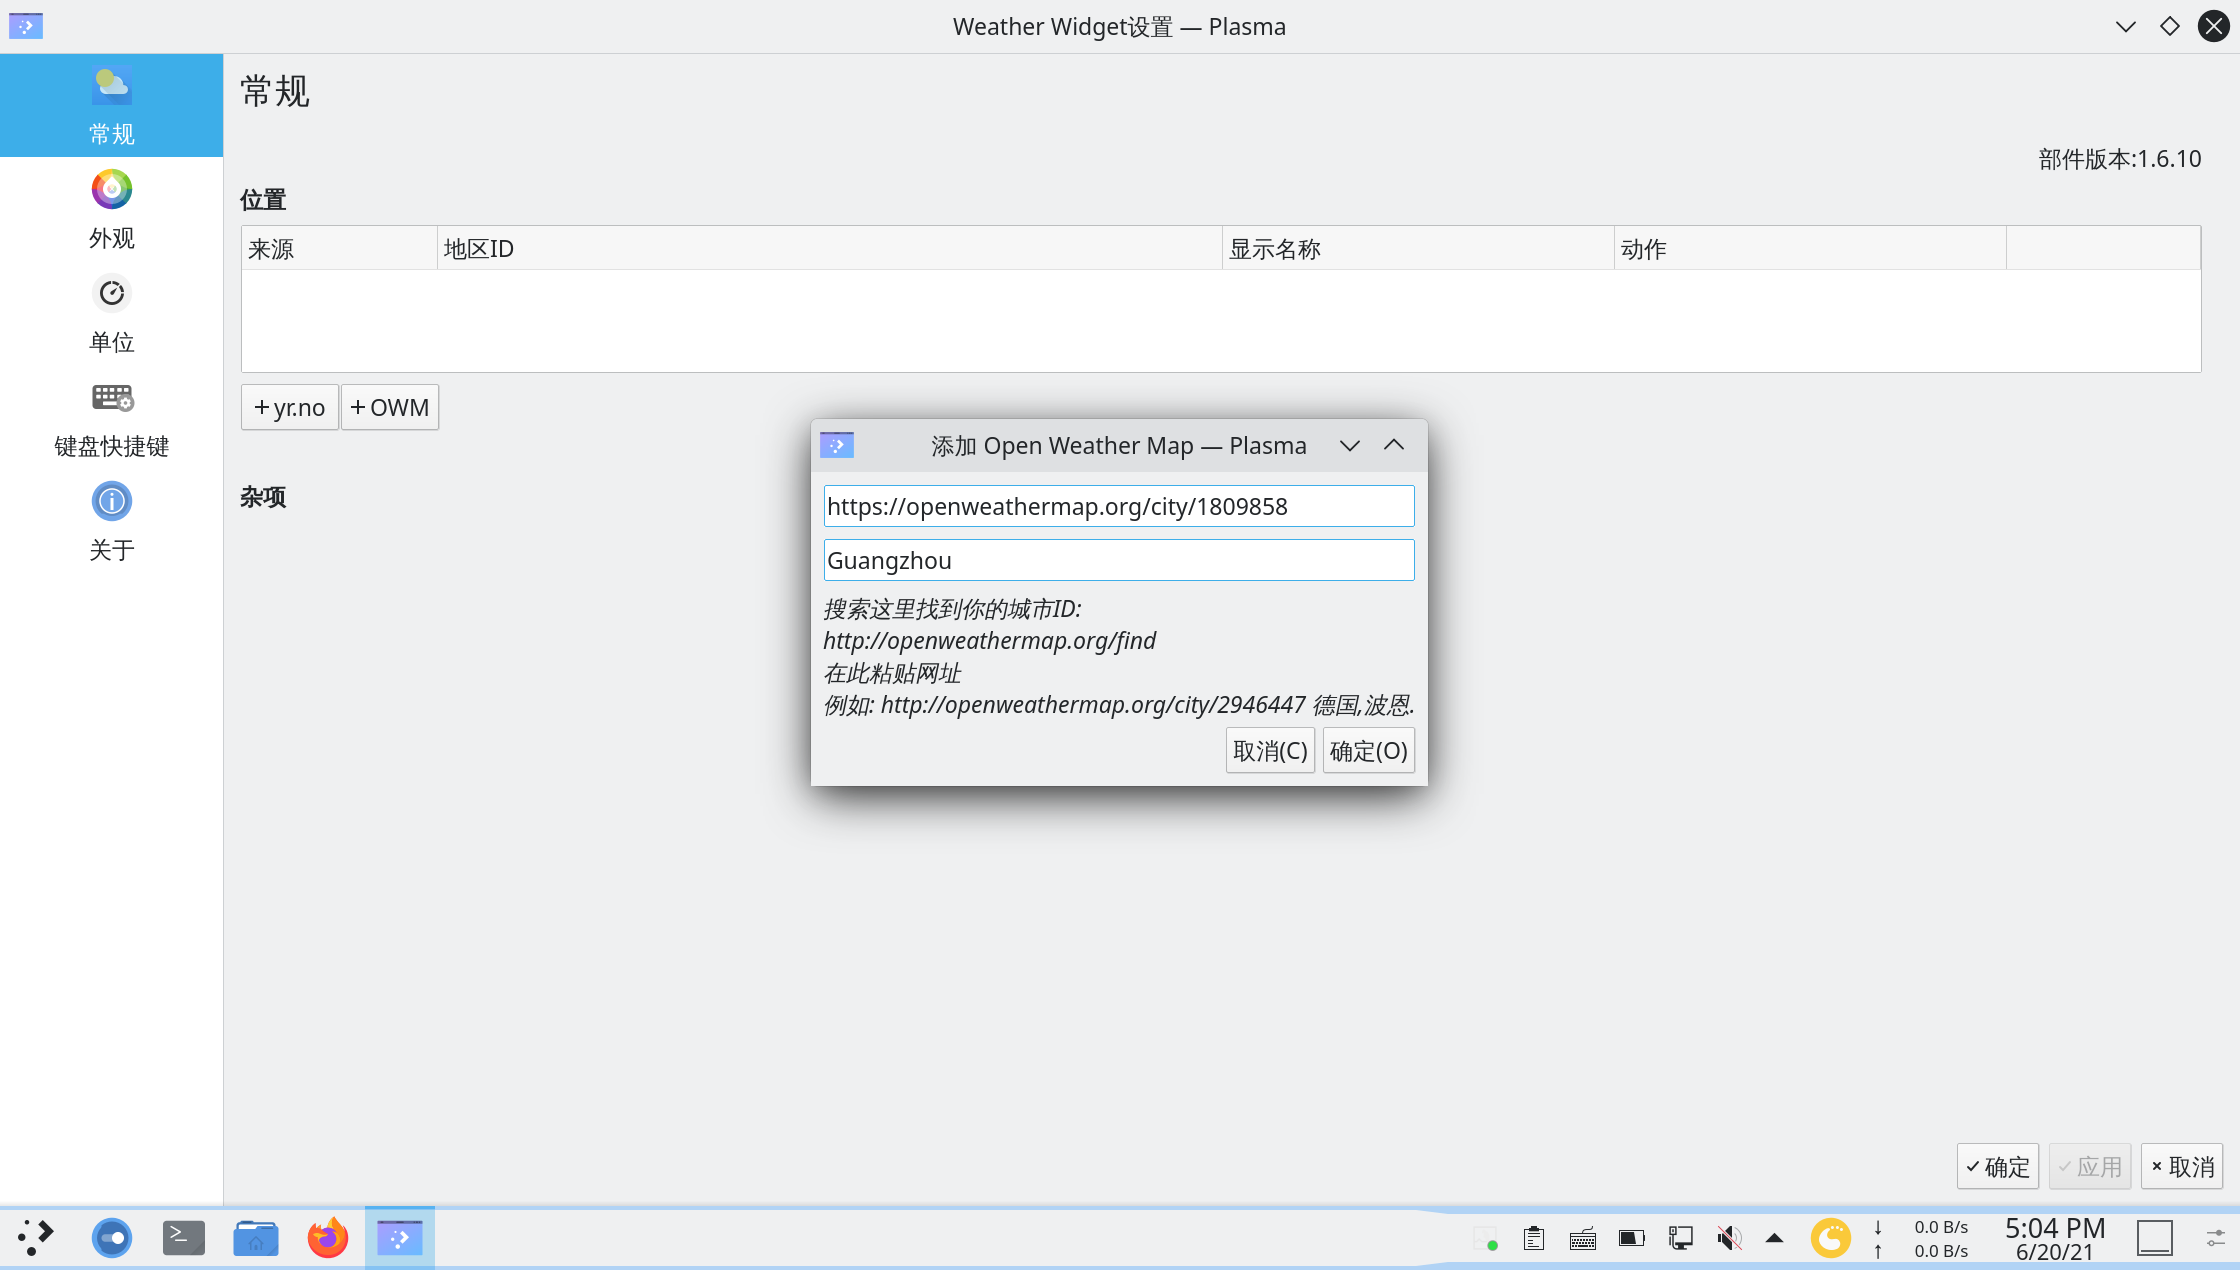 Weather Widget设置 — Plasma
常规
外观
单位
键盘快捷键
关于
常规
部件版本:1.6.10
位置
来源 地区ID 显示名称 动作
+ yr.no + OWM
杂项
添加 Open Weather Map — Plasma
https://openweathermap.org/city/1809858
Guangzhou
搜索这里找到你的城市ID:
http://openweathermap.org/find
在此粘贴网址
例如: http://openweathermap.org/city/2946447 德国,波恩.
取消(C) 确定(O)
确定 应用 取消
0.0 B/s
0.0 B/s
5:04 PM
6/20/21